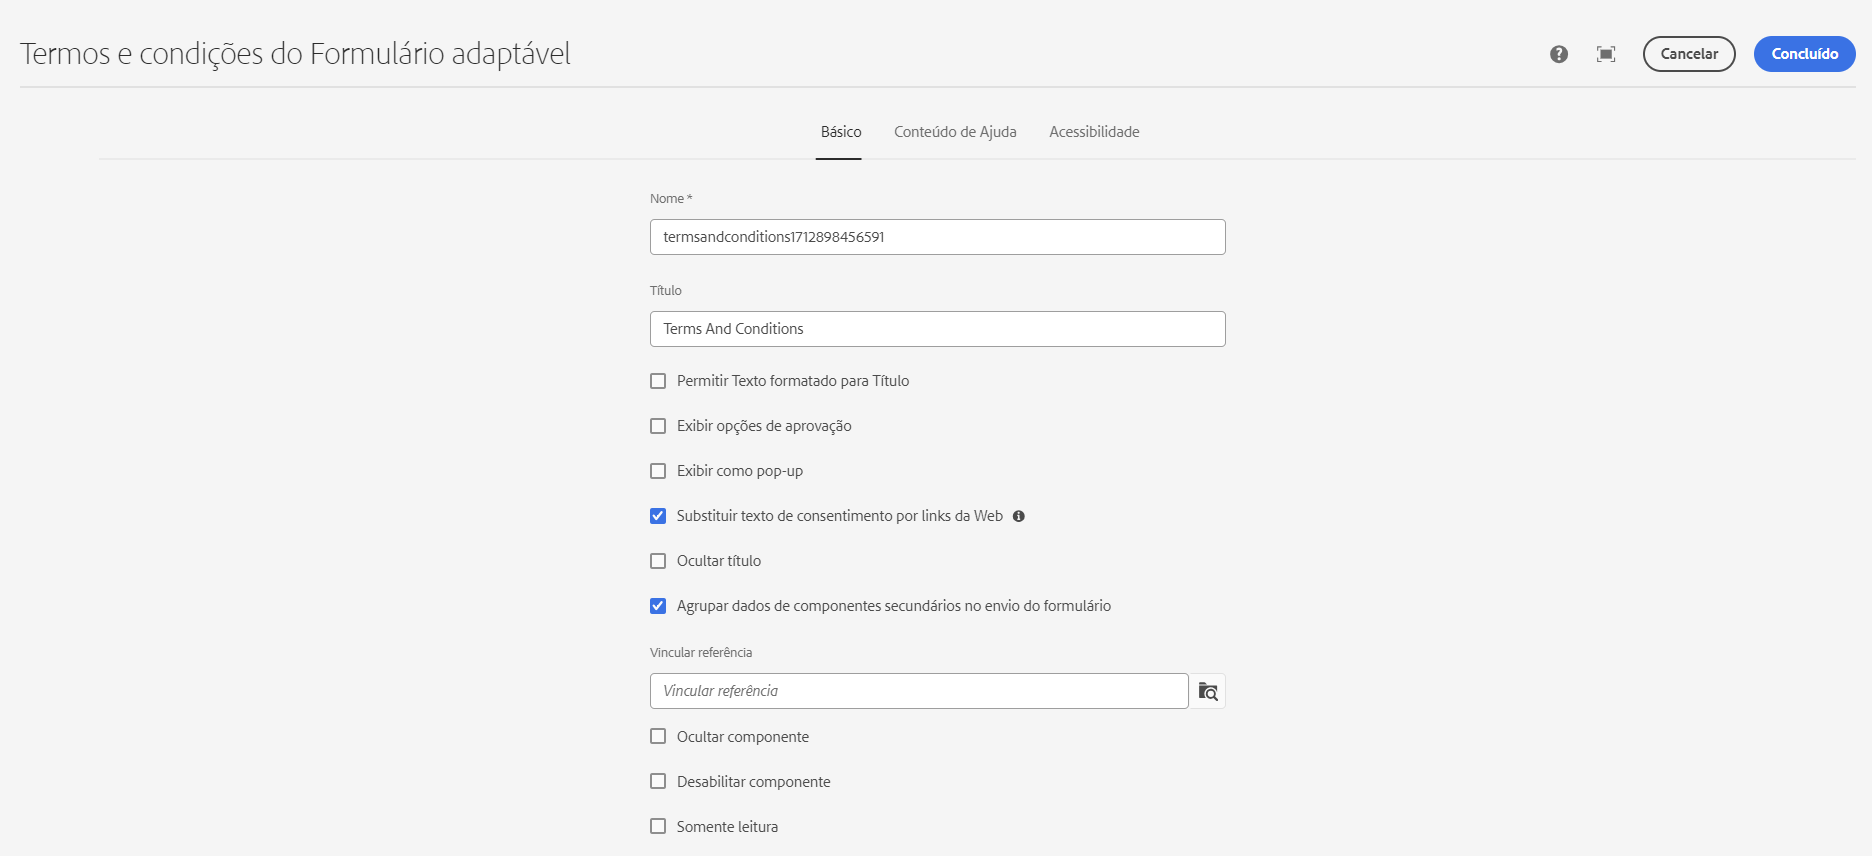 Termos e condições do Formulário adaptável
Cancelar
Concluído
Básico
Conteúdo de Ajuda
Acessibilidade
Nome *
termsandconditions1712898456591
Título
Terms And Conditions
Permitir Texto formatado para Título
Exibir opções de aprovação
Exibir como pop-up
Substituir texto de consentimento por links da Web
Ocultar título
Agrupar dados de componentes secundários no envio do formulário
Vincular referência
Vincular referência
Ocultar componente
Desabilitar componente
Somente leitura